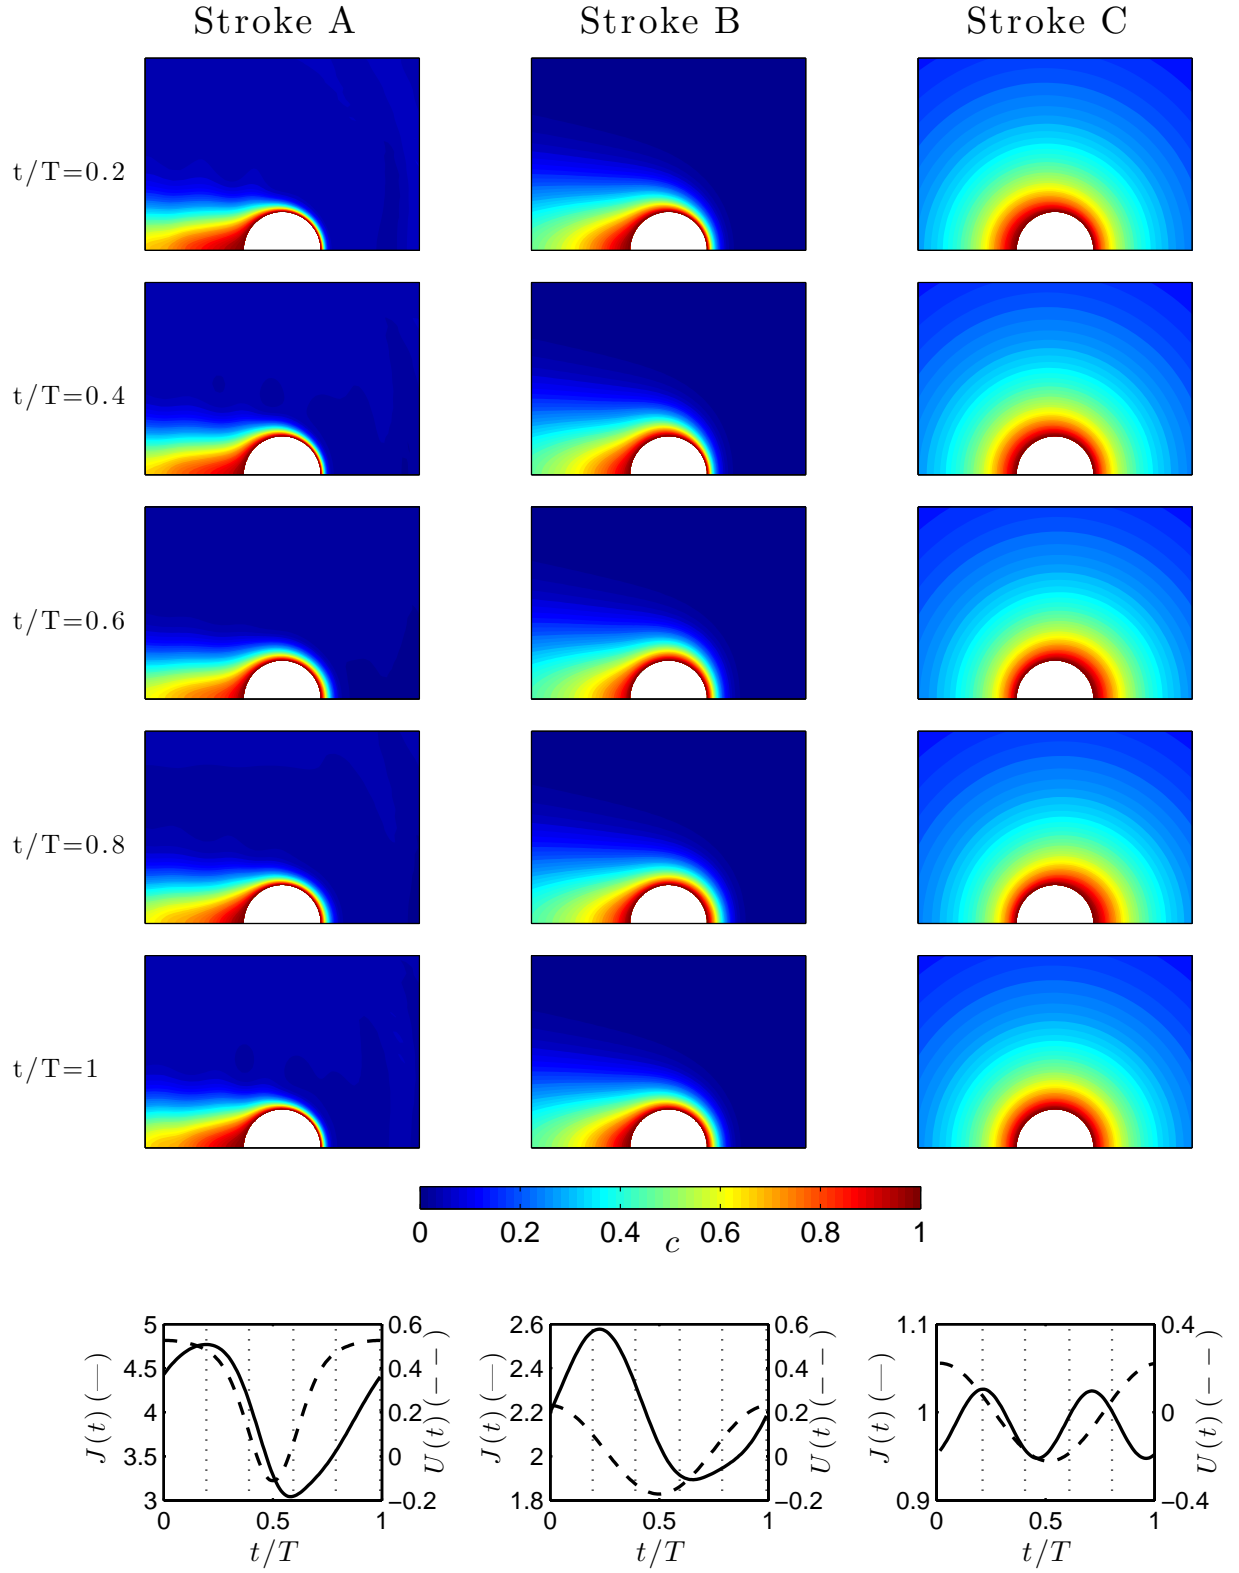 Stroke A Stroke B Stroke C
t/T=0.2
t/T=0.4
t/T=0.6
t/T=0.8
t/T=1
0 0.2 0.4 0.6 0.8 1
c
5 4.5 4 3.5 3
J(t) (—)
0.6 0.4 0.2 0 −0.2
U(t) (− −)
0 0.5 1
t/T
2.6 2.4 2.2 2 1.8
J(t) (—)
0.6 0.4 0.2 0 −0.2
U(t) (− −)
0 0.5 1
t/T
1.1 1 0.9
J(t) (—)
0.4 0.2 0 −0.2 −0.4
U(t) (− −)
0 0.5 1
t/T